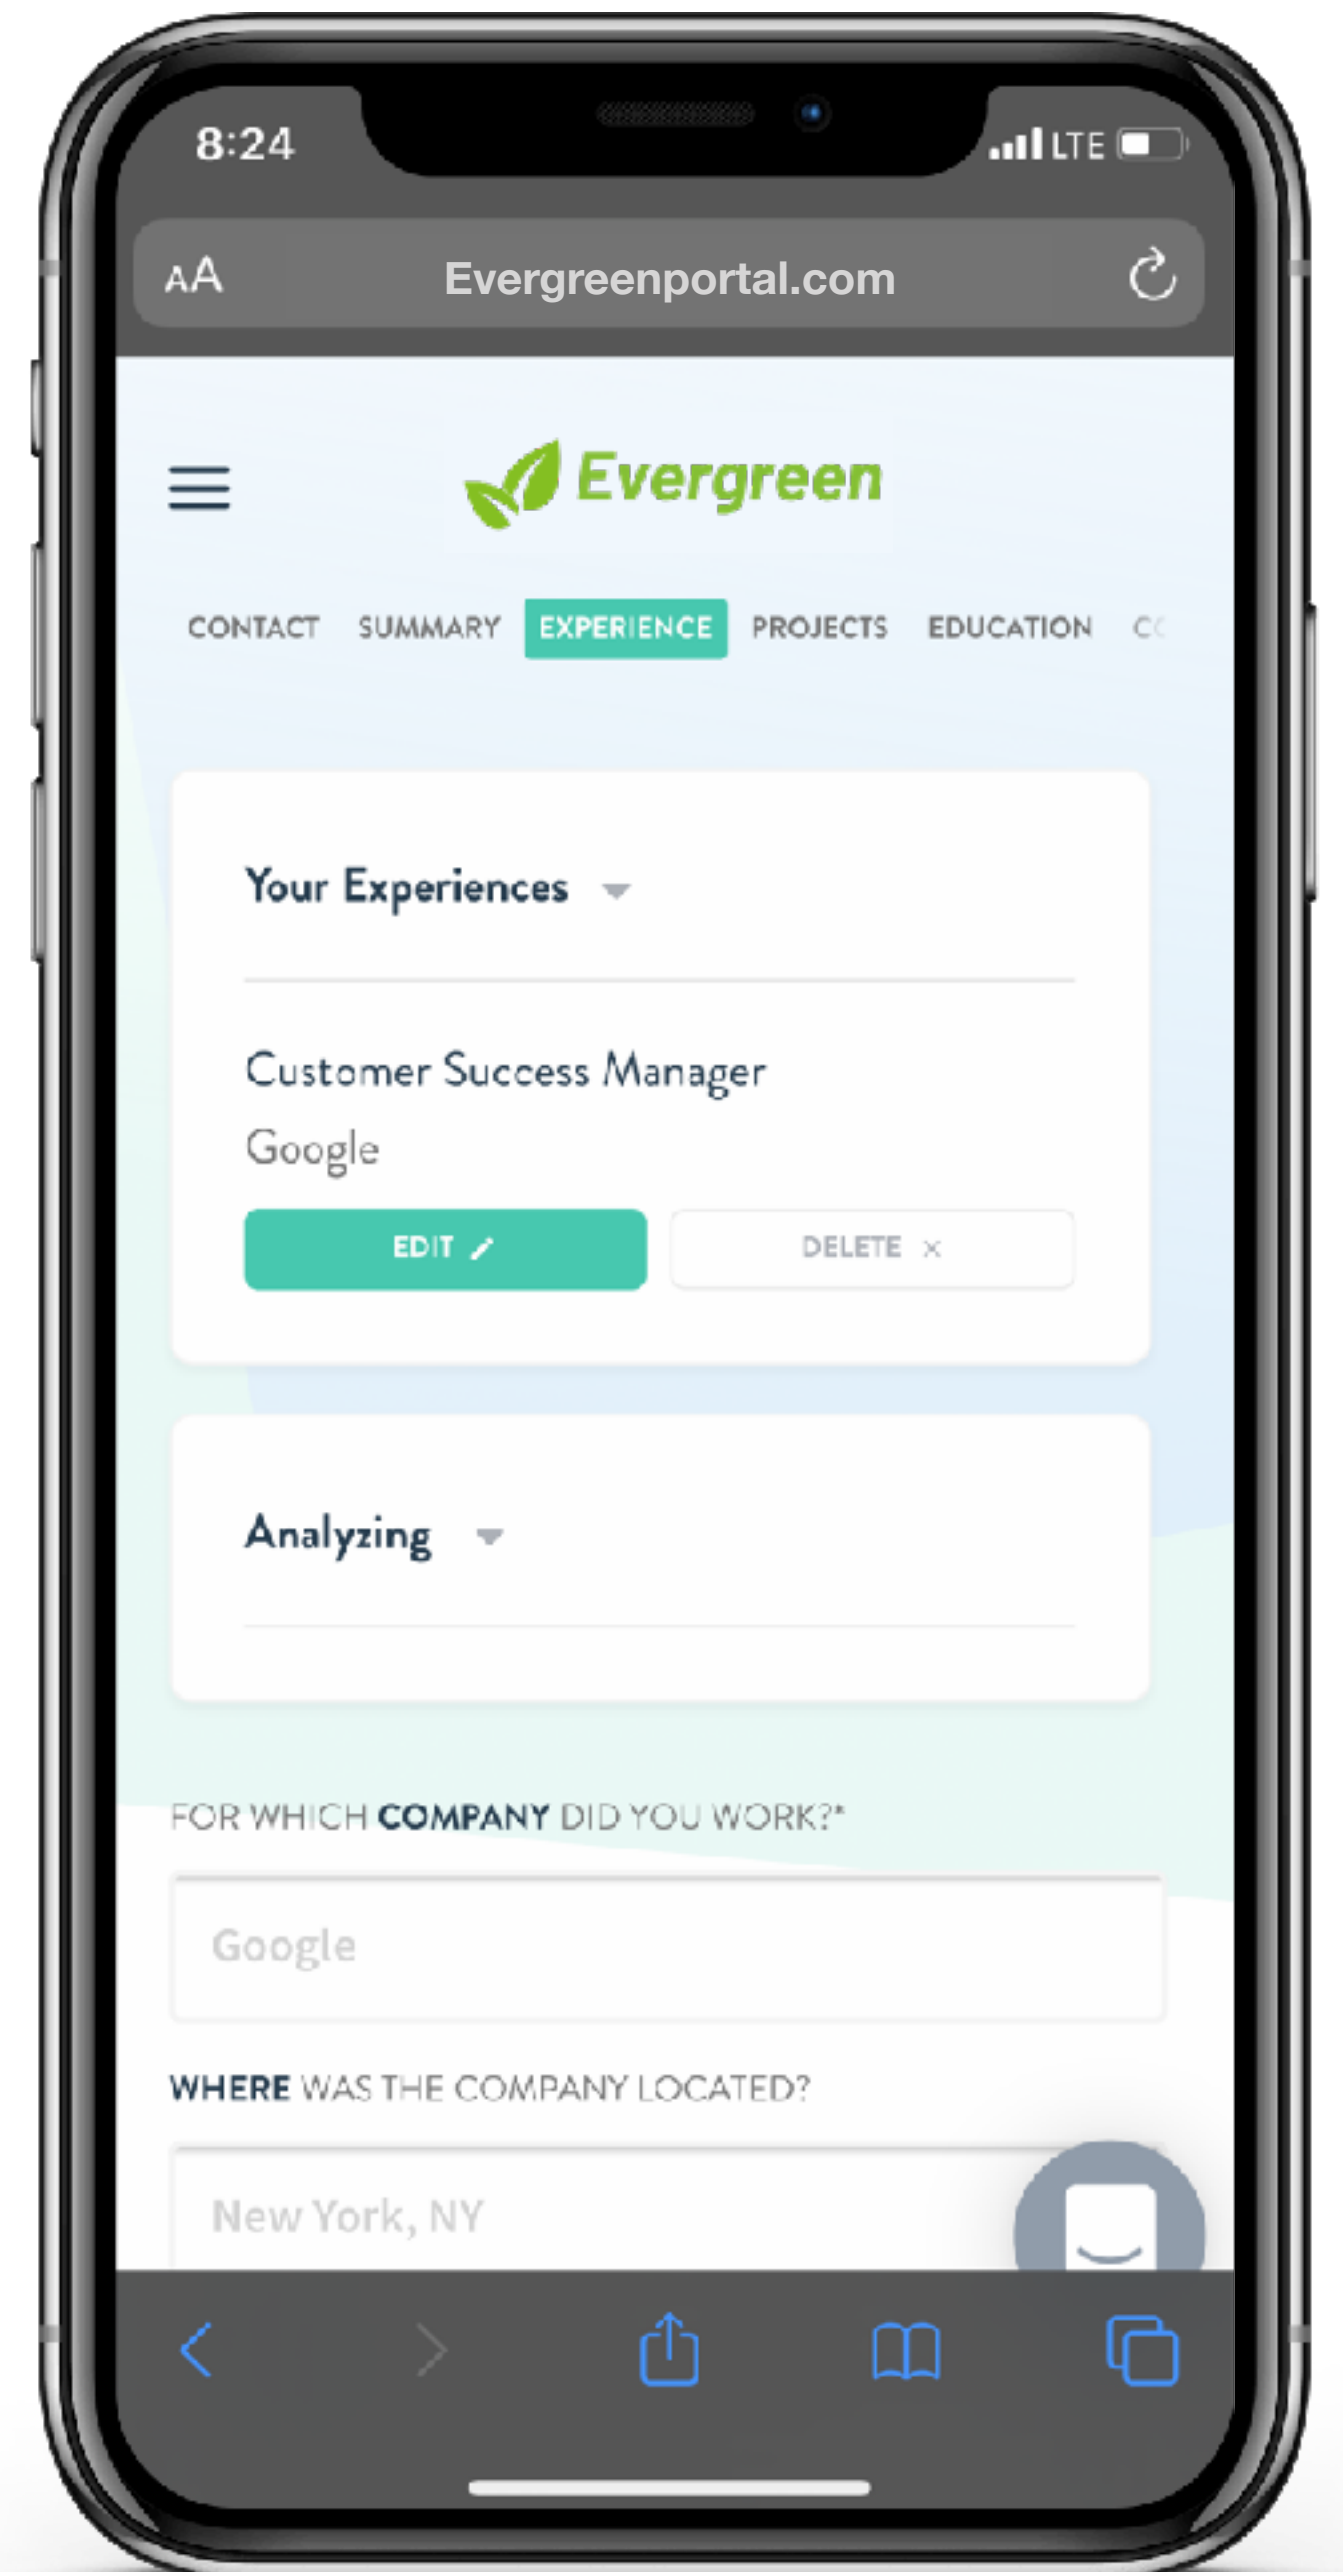 8:24 LTE
AA Evergreenportal.com
Evergreen
CONTACT SUMMARY EXPERIENCE PROJECTS EDUCATION
Your Experiences
Customer Success Manager
Google
EDIT DELETE
Analyzing
FOR WHICH COMPANY DID YOU WORK?*
Google
WHERE WAS THE COMPANY LOCATED?
New York, NY